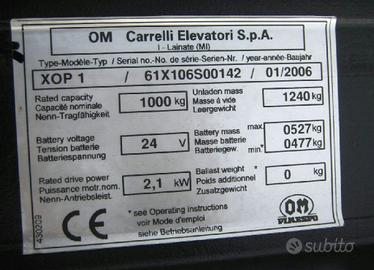 OM Carrelli Elevatori S.p.A.
I - Lainate (MI)
Type-Modèle-Typ / Serial no.-No. de série-Serien-Nr. / year-année-Baujahr
XOP 1 / 61X106S00142 / 01/2006
Rated capacity
Capacité nominale
Nenn-Tragfähigkeit
1000 kg
Unladen mass
Masse à vide
Leergewicht
1240 kg
Battery voltage
Tension batterie
Batteriespannung
24 V
Battery mass max.
Masse batterie
Batteriegew. min*
0527 kg
0477 kg
Rated drive power
Puissance motr.nom.
Nenn-Antriebsleist.
2,1 kW
Ballast weight *
Poids additionnel
Zusatzgewicht
0 kg
*see Operating instructions
voir Mode d'emploi
siehe Betriebsanleitung
CE
OM
PIMESPO
430209
subito